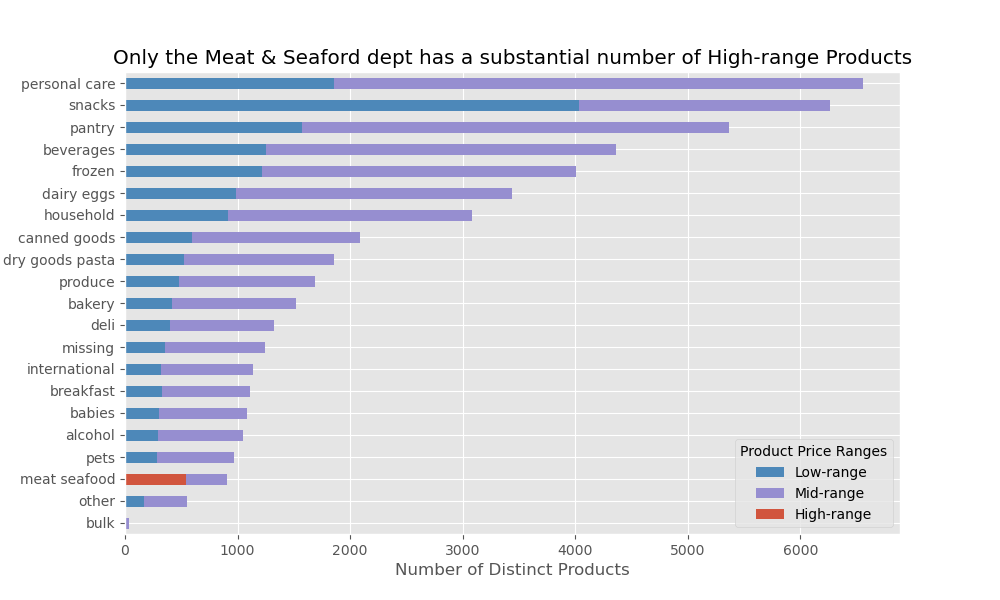 Only the Meat & Seaford dept has a substantial number of High-range Products
personal care
snacks
pantry
beverages
frozen
dairy eggs
household
canned goods
dry goods pasta
produce
bakery
deli
missing
international
breakfast
babies
alcohol
pets
meat seafood
other
bulk
Product Price Ranges
Low-range
Mid-range
High-range
0 1000 2000 3000 4000 5000 6000
Number of Distinct Products